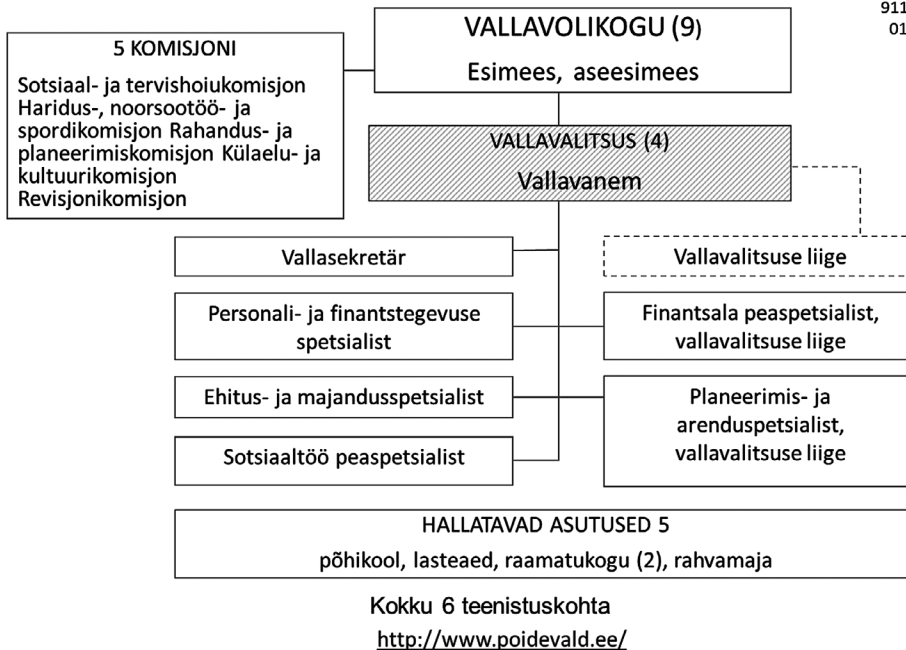 911
01
VALLAVOLIKOGU (9)
Esimees, aseesimees
5 KOMISJONI
Sotsiaal- ja tervishoiukomisjon
Haridus-, noorsootöö- ja
spordikomisjon Rahandus- ja
planeerimiskomisjon Külaelu- ja
kultuurikomisjon
Revisjonikomisjon
VALLAVALITSUS (4)
Vallavanem
Vallasekretär
Vallavalitsuse liige
Personali- ja finantstegevuse
spetsialist
Finantsala peaspetsialist,
vallavalitsuse liige
Ehitus- ja majandusspetsialist
Planeerimis- ja
arenduspetsialist,
vallavalitsuse liige
Sotsiaaltöö peaspetsialist
HALLATAVAD ASUTUSED 5
põhikool, lasteaed, raamatukogu (2), rahvamaja
Kokku 6 teenistuskohta
http://www.poidevald.ee/